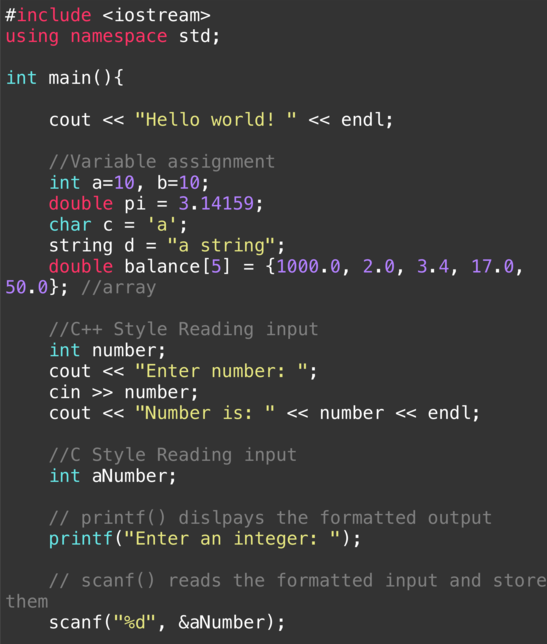 #include <iostream>
using namespace std;
int main(){
cout << "Hello world! " << endl;
//Variable assignment
int a=10, b=10;
double pi = 3.14159;
char c = 'a';
string d = "a string";
double balance[5] = {1000.0, 2.0, 3.4, 17.0,
50.0}; //array
//C++ Style Reading input
int number;
cout << "Enter number: ";
cin >> number;
cout << "Number is: " << number << endl;
//C Style Reading input
int aNumber;
// printf() dislpays the formatted output
printf("Enter an integer: ");
// scanf() reads the formatted input and store
them
scanf("%d", &aNumber);